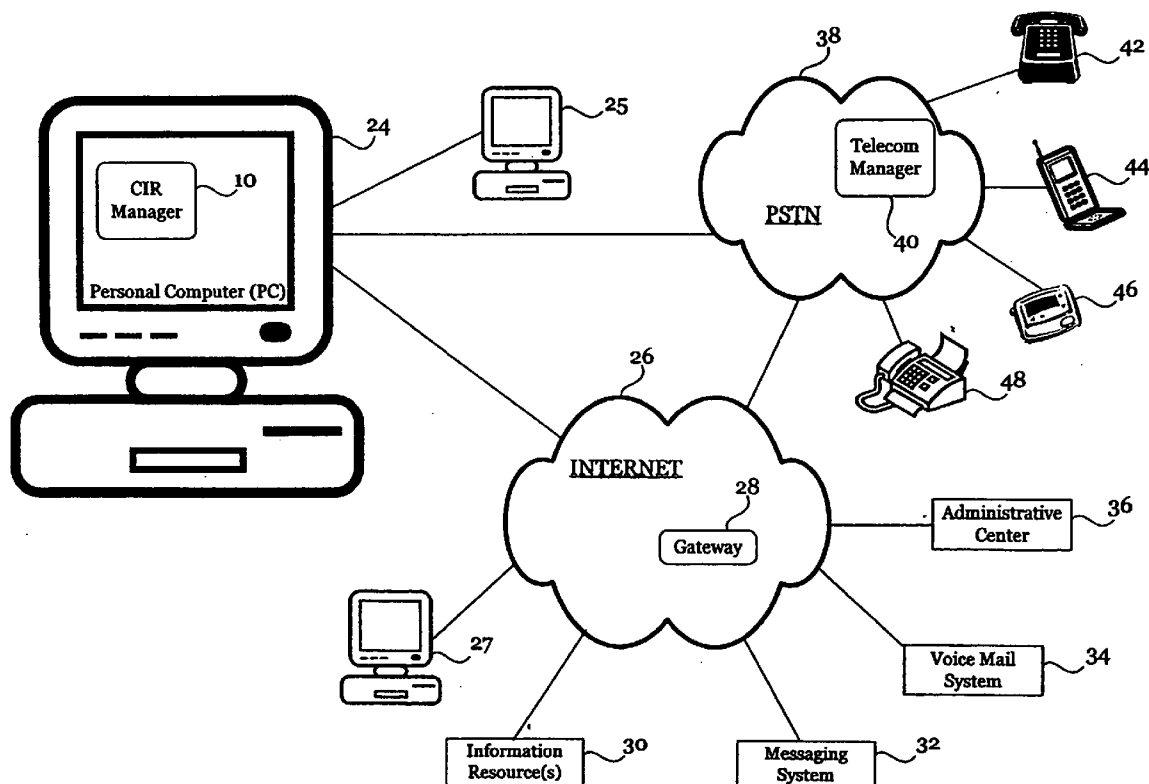 38
42
24
25
CIR
Manager
10
Telecom
Manager
44
PSTN
40
Personal Computer (PC)
46
26
48
INTERNET
28
Gateway
Administrative
Center
36
27
Voice Mail
System
34
Information
Resource(s)
30
Messaging
System
32